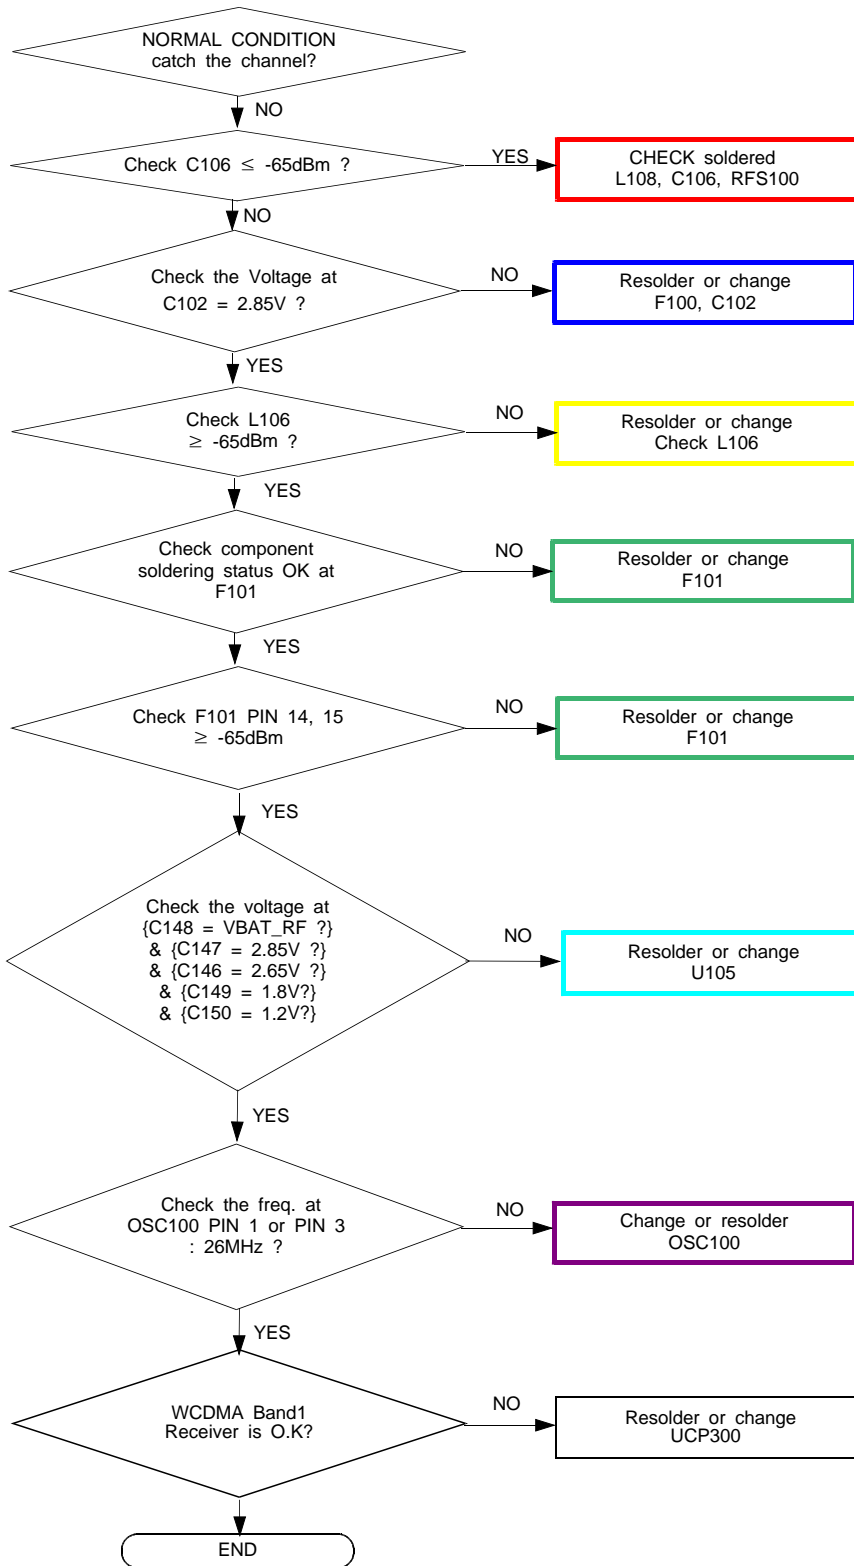 NORMAL CONDITION
catch the channel?
NO
Check C106 ≤ -65dBm ?
YES
CHECK soldered
L108, C106, RFS100
NO
Check the Voltage at
C102 = 2.85V ?
NO
Resolder or change
F100, C102
YES
Check L106
≥ -65dBm ?
NO
Resolder or change
Check L106
YES
Check component
soldering status OK at
F101
NO
Resolder or change
F101
YES
Check F101 PIN 14, 15
≥ -65dBm
NO
Resolder or change
F101
YES
Check the voltage at
{C148 = VBAT_RF ?}
& {C147 = 2.85V ?}
& {C146 = 2.65V ?}
& {C149 = 1.8V?}
& {C150 = 1.2V?}
NO
Resolder or change
U105
YES
Check the freq. at
OSC100 PIN 1 or PIN 3
: 26MHz ?
NO
Change or resolder
OSC100
YES
WCDMA Band1
Receiver is O.K?
NO
Resolder or change
UCP300
END